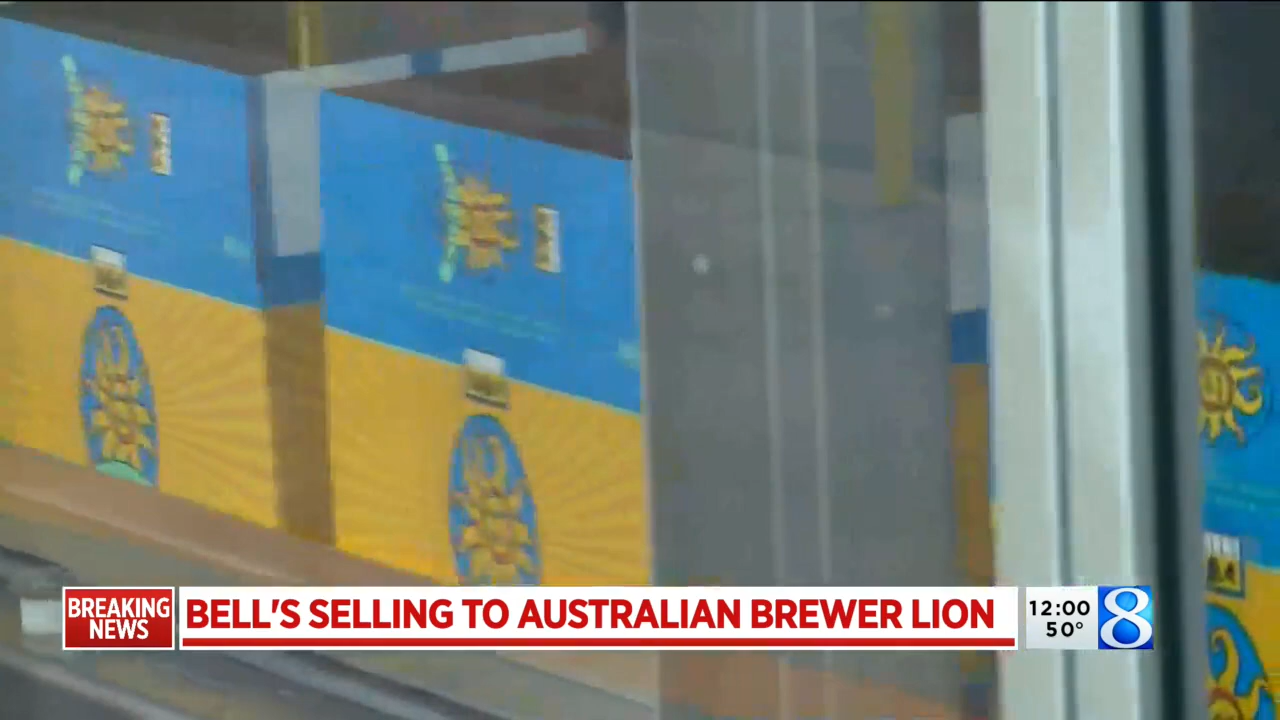 BREAKING
NEWS
BELL'S SELLING TO AUSTRALIAN BREWER LION
12:00
50°
8